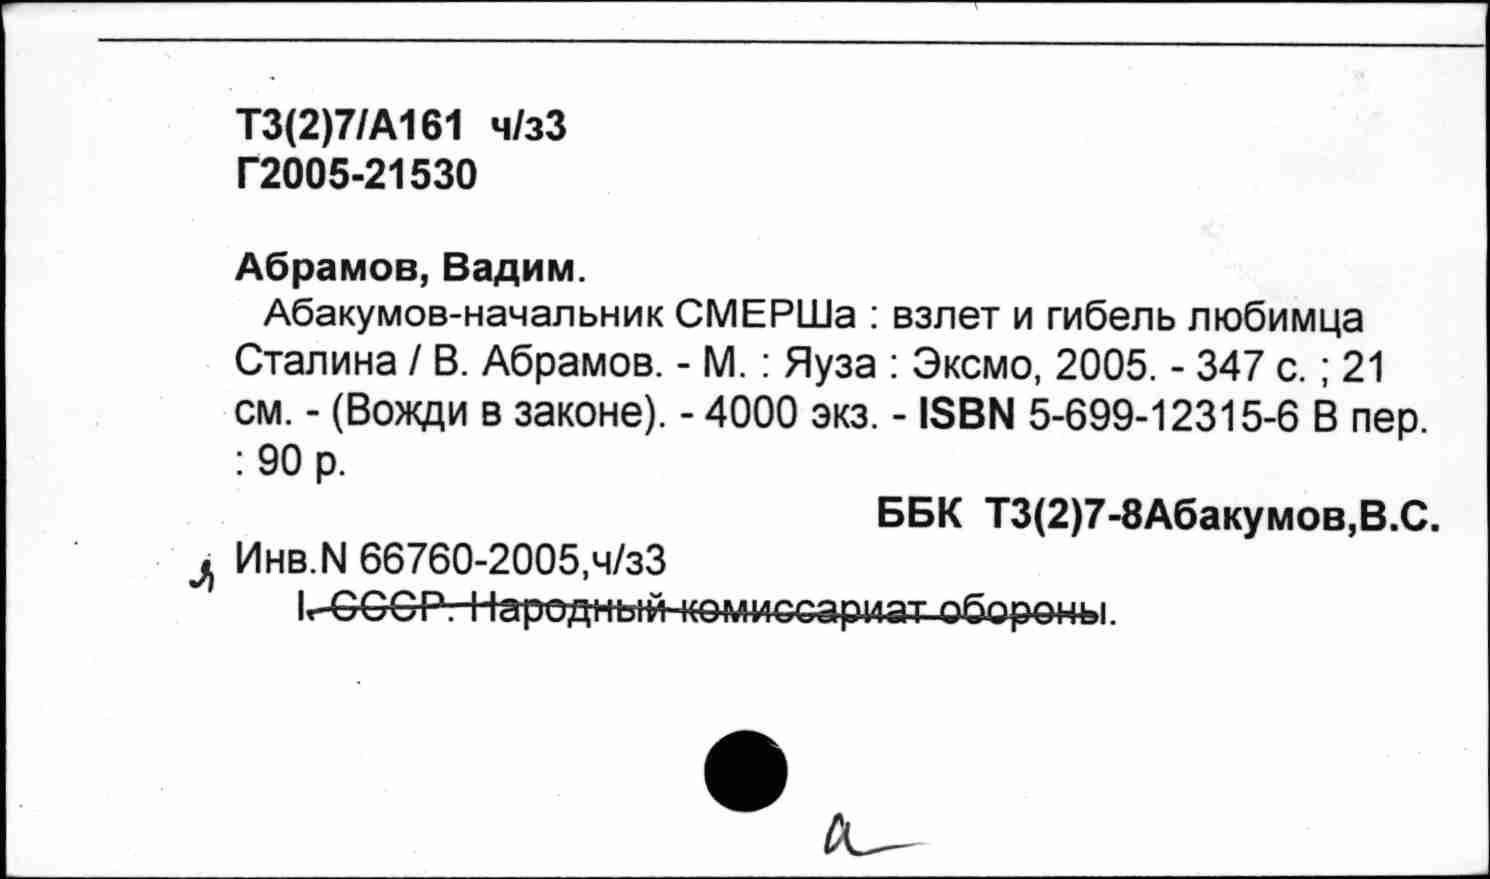 Т3(2)7/А161 ч/з3
Г2005-21530
Абрамов, Вадим.
Абакумов-начальник СМЕРШа : взлет и гибель любимца
Сталина / В. Абрамов. - М. : Яуза : Эксмо, 2005. - 347 с. ; 21
см. - (Вожди в законе). - 4000 экз. - ISBN 5-699-12315-6 В пер.
: 90 р.
ББК Т3(2)7-8Абакумов,В.С.
Инв.N 66760-2005,ч/з3
I. СССР. Народный комиссариат обороны.
а